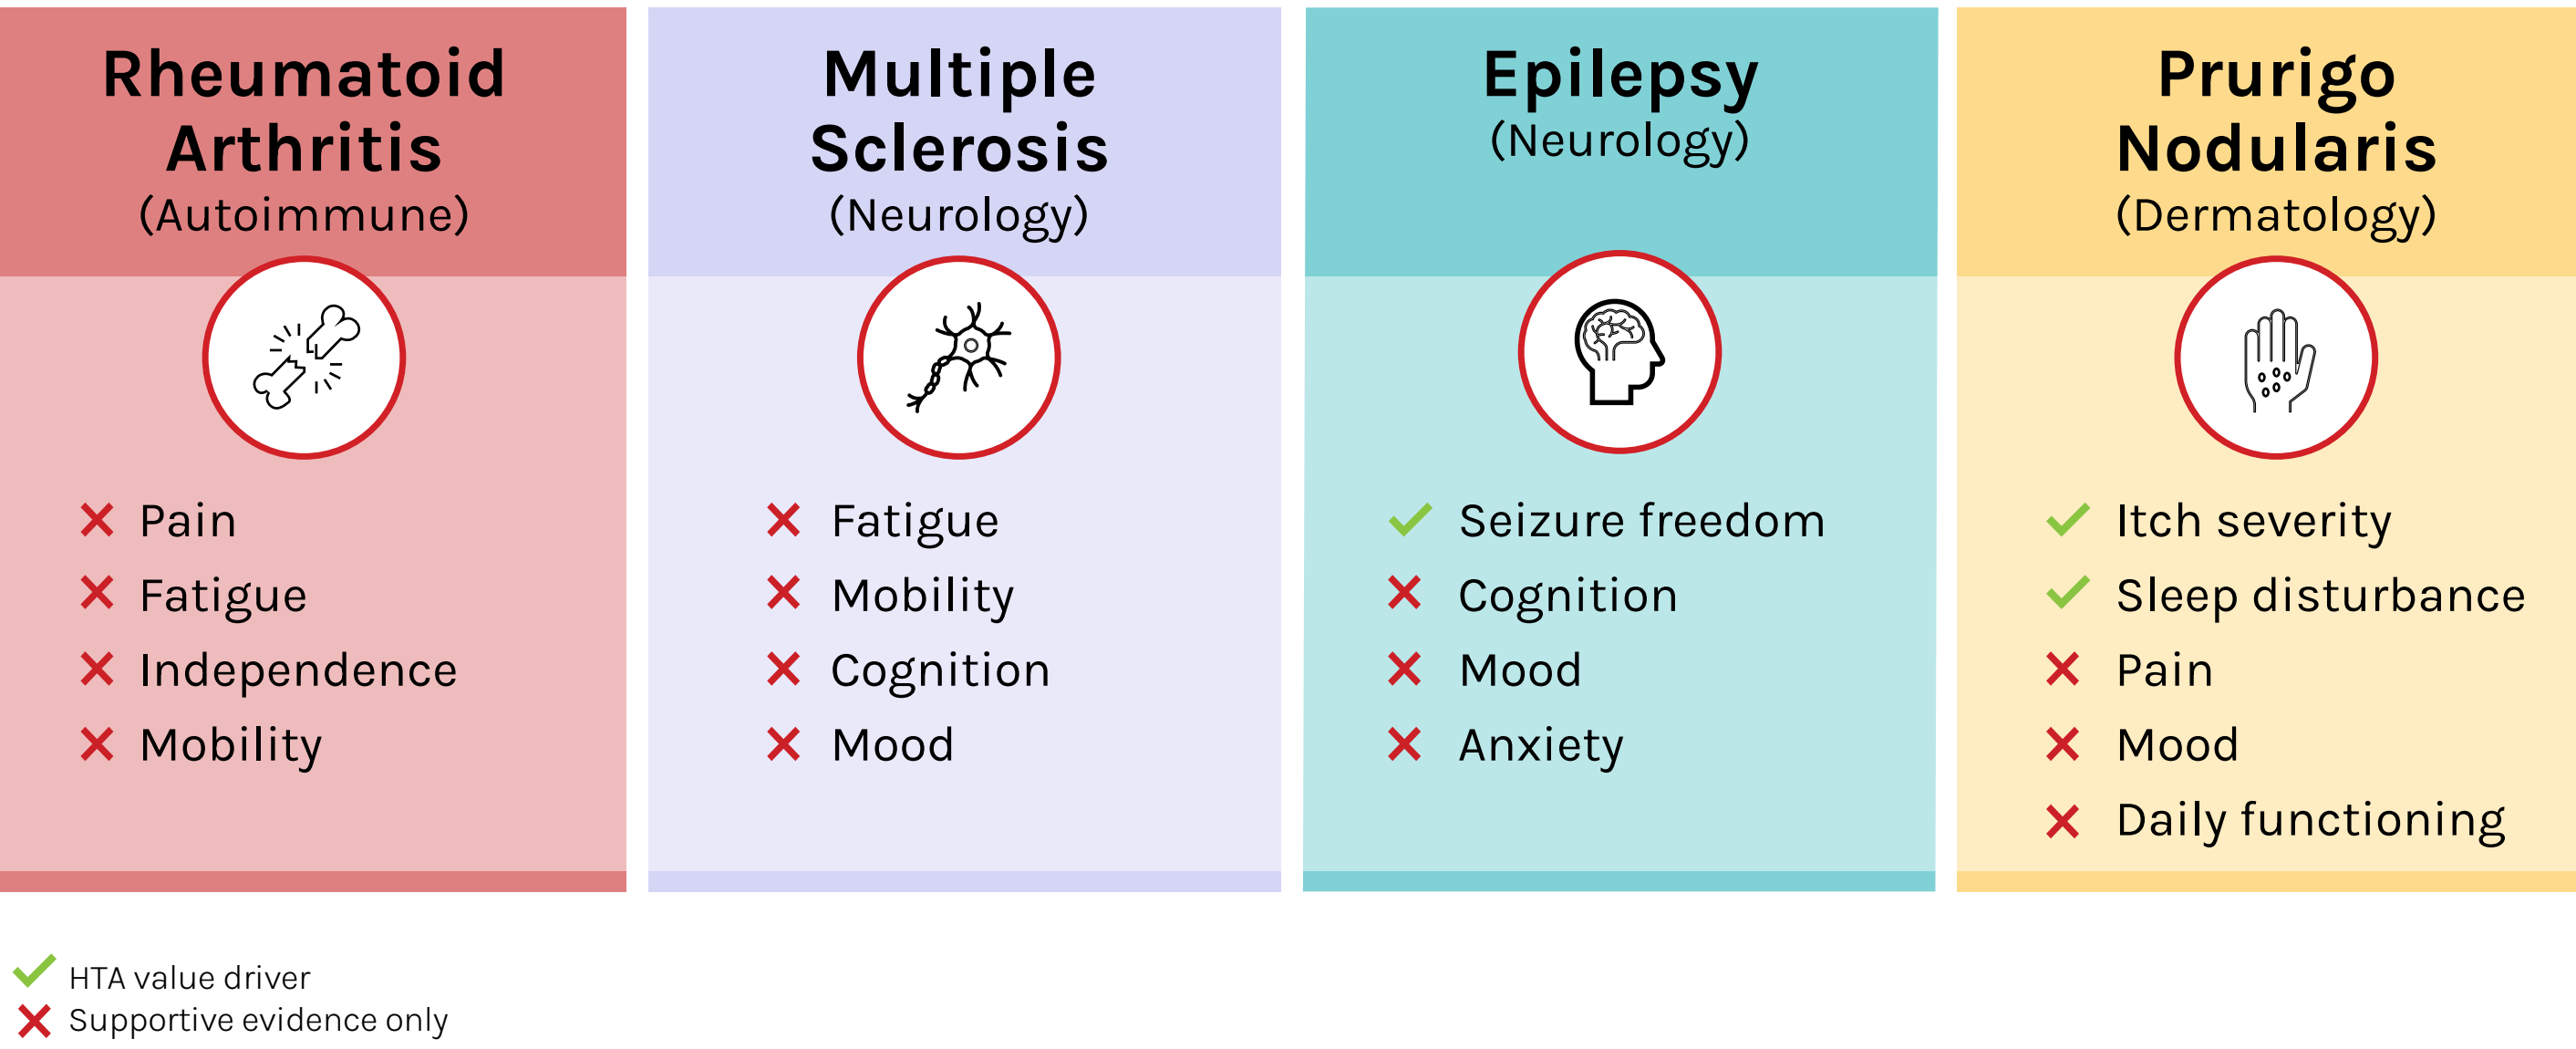 Rheumatoid
Arthritis
(Autoimmune)
Pain
Fatigue
Independence
Mobility
Multiple
Sclerosis
(Neurology)
Fatigue
Mobility
Cognition
Mood
Epilepsy
(Neurology)
Seizure freedom
Cognition
Mood
Anxiety
Prurigo
Nodularis
(Dermatology)
Itch severity
Sleep disturbance
Pain
Mood
Daily functioning
HTA value driver
Supportive evidence only